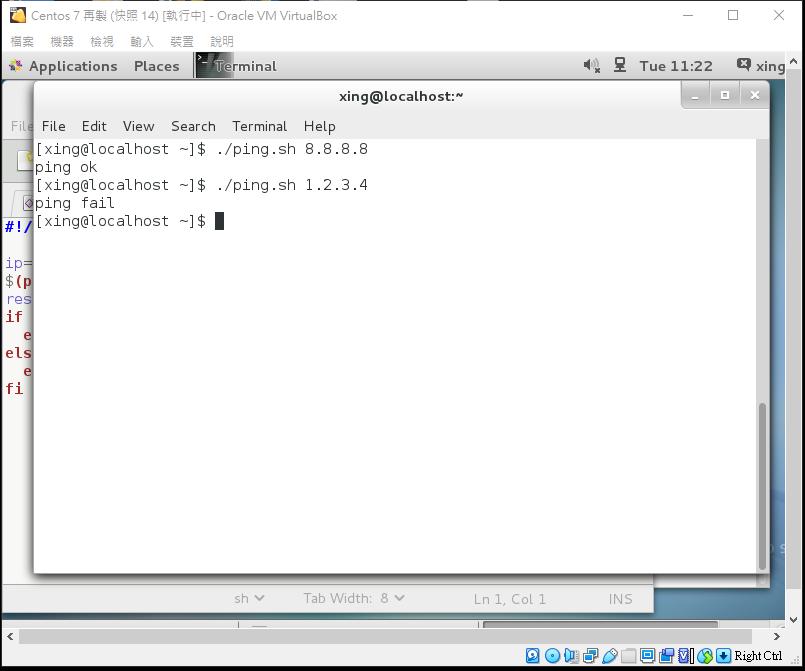 Centos 7 再製 (快照 14) [執行中] - Oracle VM VirtualBox
檔案 機器 檢視 輸入 裝置 說明
Applications Places Terminal Tue 11:22 xing
xing@localhost:~
File File Edit View Search Terminal Help
[xing@localhost ~]$ ./ping.sh 8.8.8.8
ping ok
[xing@localhost ~]$ ./ping.sh 1.2.3.4
ping fail
[xing@localhost ~]$
#!/
ip=
$(p
res
if
e
els
e
fi
sh Tab Width: 8 Ln 1, Col 1 INS
Right Ctrl